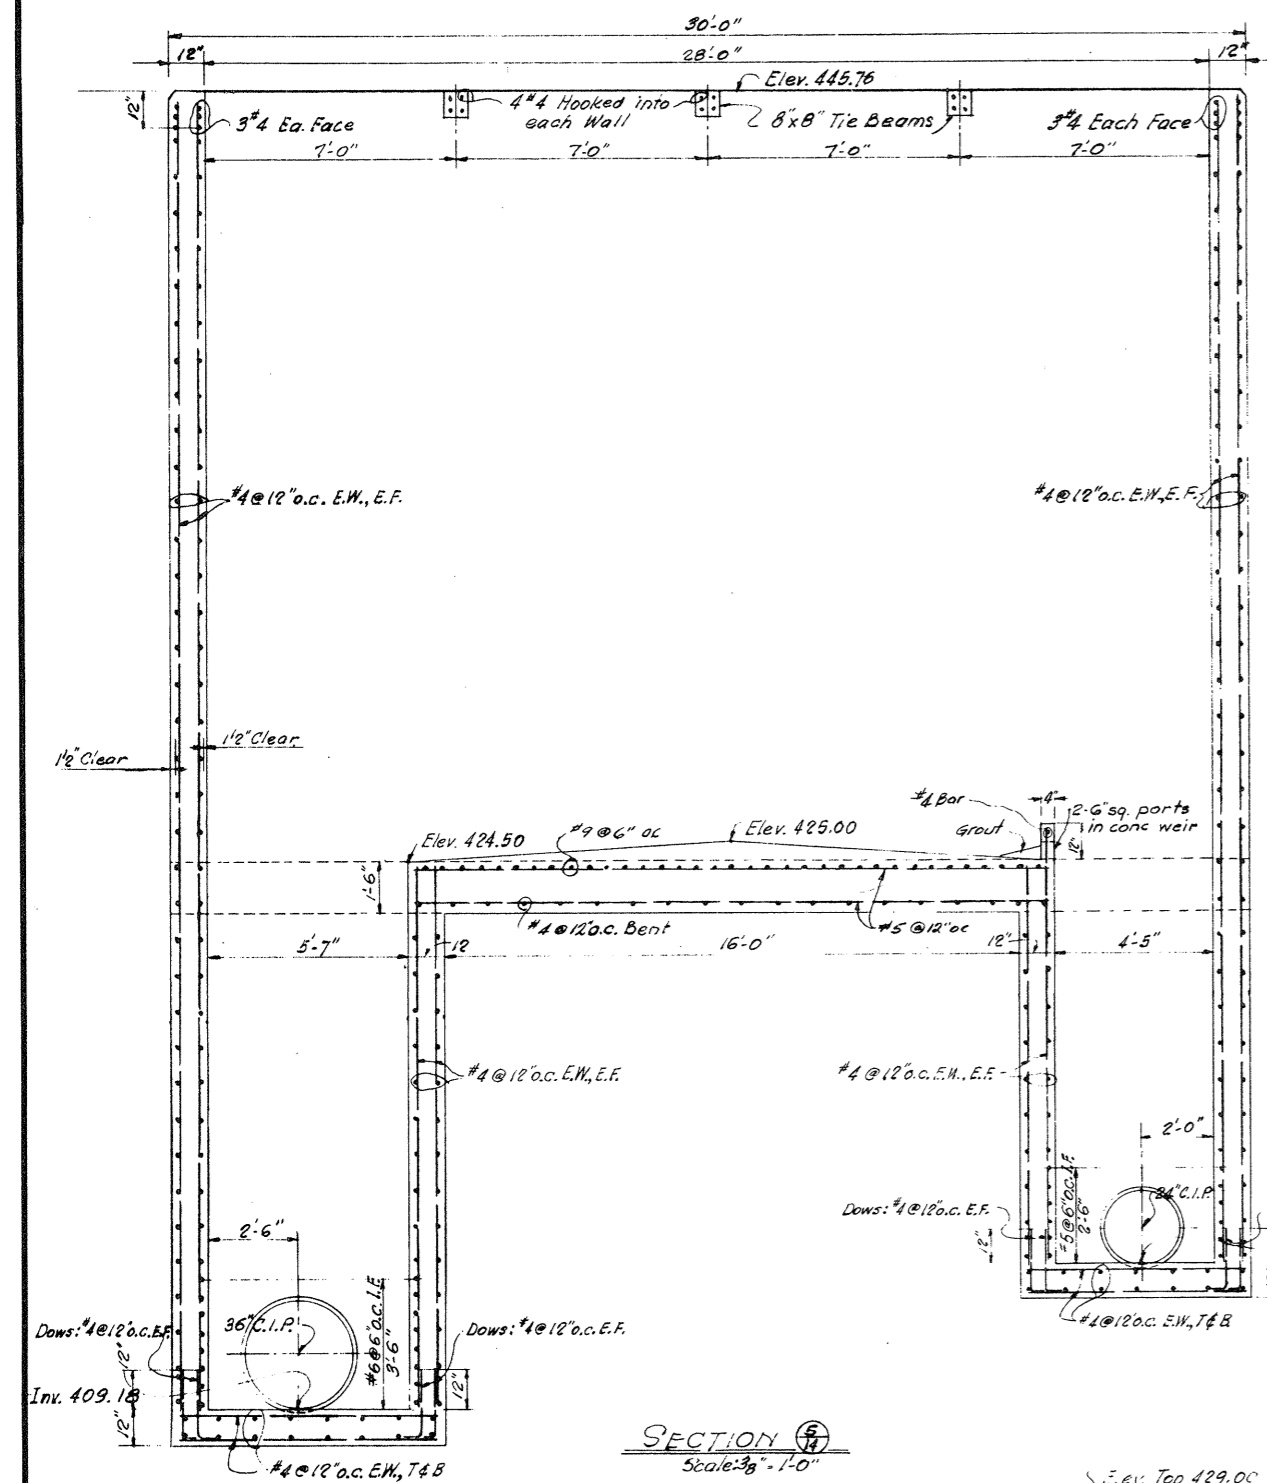 30'-0"
12"
28'-0"
12"
Elev. 445.76
12"
3#4 Ea. Face
4#4 Hooked into
each Wall
8"x8" Tie Beams
3#4 Each Face
7'-0"
7'-0"
7'-0"
7'-0"
#4@12"o.c. E.W., E.F.
#4@12"o.c. E.W., E.F.
1½"Clear
1½"Clear
#4 Bar
4"
2-6"sq. ports
in conc weir
Grout
12"
Elev. 424.50
#9@6" oc
Elev. 425.00
1'-6"
#4@12"o.c. Bent
#5@12"oc
5'-7"
12
16'-0"
12"
4'-5"
#4@12"o.c. E.W., E.F.
#4@12"o.c. E.W., E.F.
2'-0"
24"C.I.P.
#5@6"O.C. I.F.
2'-6"
Dows: #4@12"o.c. E.F.
12"
#4@12"o.c. E.W., T&B
2'-6"
36"C.I.P.
#6@6"O.C. I.F.
3'-6"
Dows: #4@12"o.c. E.F.
Dows: #4@12"o.c. E.F.
12"
12"
Inv. 409.18
12"
#4@12"o.c. E.W., T&B
SECTION 5/14
Scale: 3/8" = 1'-0"
Elev. Top 429.00